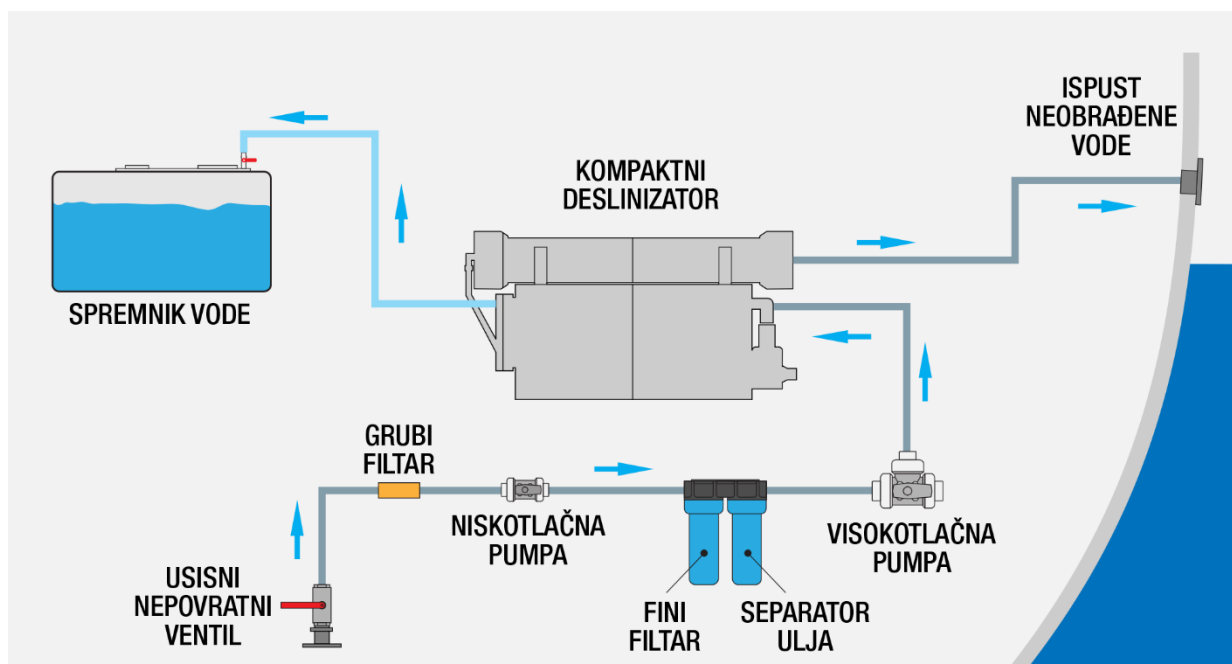 ISPUST
NEOBRAĐENE
VODE
KOMPAKTNI
DESLINIZATOR
SPREMNIK VODE
GRUBI
FILTAR
NISKOTLAČNA
PUMPA
VISOKOTLAČNA
PUMPA
USISNI
NEPOVRATNI
VENTIL
FINI
FILTAR
SEPARATOR
ULJA